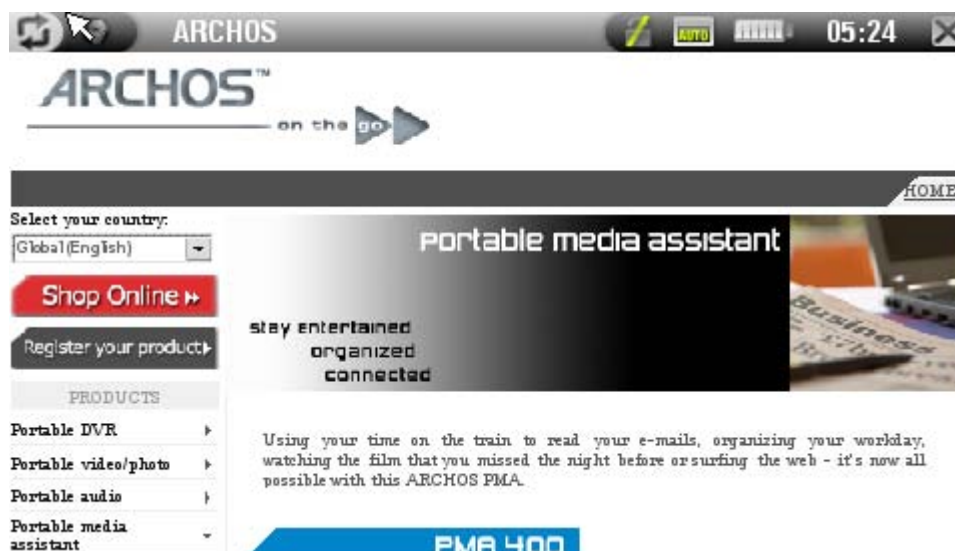 ARCHOS
AUTO
05:24
ARCHOS™
on the go
HOME
Select your country:
Global (English)
Shop Online
Register your product
PRODUCTS
Portable DVR
Portable video/photo
Portable audio
Portable media
assistant
portable media assistant
stay entertained
organized
connected
Business
Using your time on the train to read your e-mails, organizing your workday,
watching the film that you missed the night before or surfing the web - it's now all
possible with this ARCHOS PMA.
PMA 400